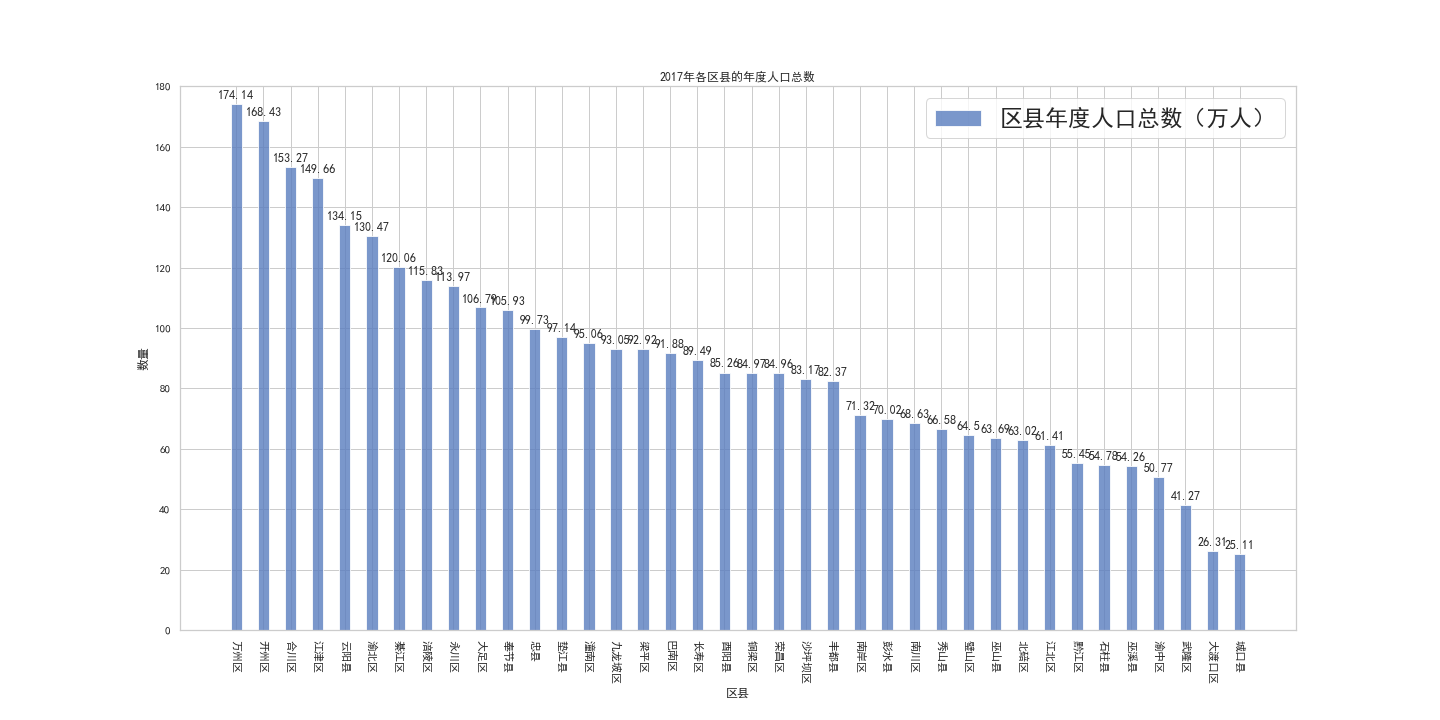 2017年各区县的年度人口总数
区县年度人口总数（万人）
数量
180
160
140
120
100
80
60
40
20
0
174.14
168.43
153.27
149.66
134.15
130.47
120.06
115.83
113.97
106.79
105.93
99.73
97.14
95.06
93.05
92.92
91.88
89.49
85.26
84.97
84.96
83.17
82.37
71.32
70.02
68.63
66.58
64.5
63.69
63.02
61.41
55.45
54.78
54.26
50.77
41.27
26.31
25.11
万州区
开州区
合川区
江津区
云阳县
渝北区
綦江区
涪陵区
永川区
大足区
奉节县
忠县
垫江县
潼南区
九龙坡区
梁平区
巴南区
长寿区
酉阳县
铜梁区
荣昌区
沙坪坝区
丰都县
南岸区
彭水县
南川区
秀山县
璧山区
巫山县
北碚区
江北区
黔江区
石柱县
巫溪县
渝中区
武隆区
大渡口区
城口县
区县